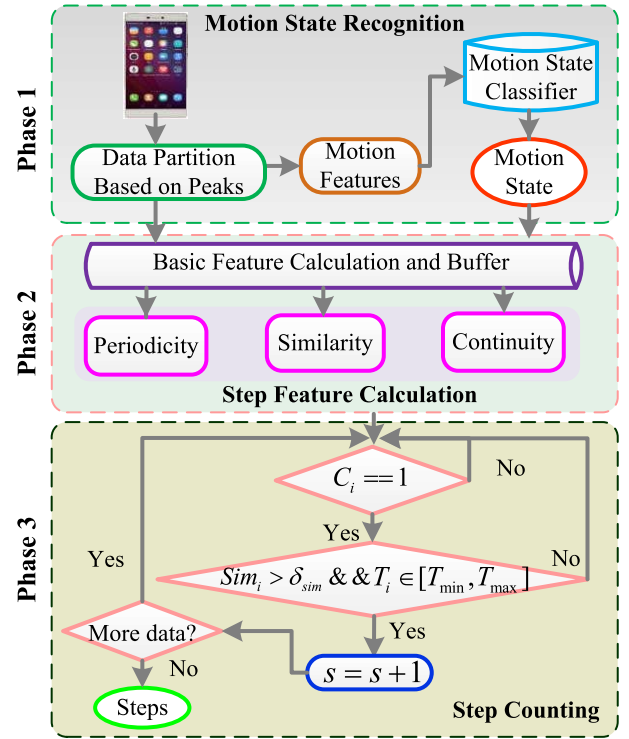 Phase 1
Motion State Recognition
Motion State
Classifier
Data Partition
Based on Peaks
Motion
Features
Motion
State
Phase 2
Basic Feature Calculation and Buffer
Periodicity
Similarity
Continuity
Step Feature Calculation
Phase 3
C_i == 1
No
Yes
Yes
Sim_i > δ_sim & & T_i ∈ [T_min, T_max]
No
Yes
More data?
s = s + 1
No
Steps
Step Counting